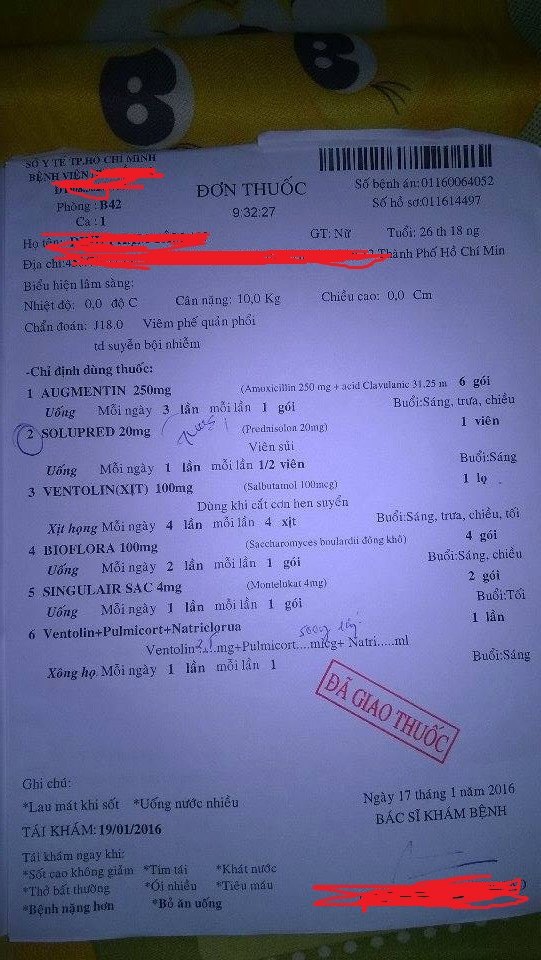 SỞ Y TẾ TP.HỒ CHÍ MINH
BỆNH VIỆN
Phòng : B42
Ca : 1
ĐƠN THUỐC
9:32:27
Số bệnh án:01160064052
Số hồ sơ:011614497
Họ tên:
GT: Nữ Tuổi: 26 th 18 ng
Địa chỉ: Thành Phố Hồ Chí Min
Biểu hiện lâm sàng:
Nhiệt độ: 0,0 độ C Cân nặng: 10,0 Kg Chiều cao: 0,0 Cm
Chẩn đoán: J18.0 Viêm phế quản phổi
td suyễn bội nhiễm
-Chỉ định dùng thuốc:
1 AUGMENTIN 250mg (Amoxicillin 250 mg + acid Clavulanic 31.25 m 6 gói
Uống Mỗi ngày 3 lần mỗi lần 1 gói Buổi:Sáng, trưa, chiều
2 SOLUPRED 20mg (Prednisolon 20mg) 1 viên
Viên sủi
Uống Mỗi ngày 1 lần mỗi lần 1/2 viên Buổi:Sáng
3 VENTOLIN(XỊT) 100mg (Salbutamol 100mcg) 1 lọ
Dùng khi cắt cơn hen suyển
Xịt họng Mỗi ngày 4 lần mỗi lần 4 xịt Buổi:Sáng, trưa, chiều, tối
4 BIOFLORA 100mg (Saccharomyces boulardii đông khô) 4 gói
Uống Mỗi ngày 2 lần mỗi lần 1 gói Buổi:Sáng, chiều
5 SINGULAIR SAC 4mg (Montelukat 4mg) 2 gói
Uống Mỗi ngày 1 lần mỗi lần 1 gói Buổi:Tối
6 Ventolin+Pulmicort+Natriclorua 1 lần
Ventolin....mg+Pulmicort....mcg+ Natri.....ml
Xông họ Mỗi ngày 1 lần mỗi lần 1 Buổi:Sáng
ĐÃ GIAO THUỐC
Ghi chú:
*Lau mát khi sốt *Uống nước nhiều
TÁI KHÁM: 19/01/2016
Ngày 17 tháng 1 năm 2016
BÁC SĨ KHÁM BỆNH
Tái khám ngay khi:
*Sốt cao không giảm *Tím tái *Khát nước
*Thở bất thường *Ói nhiều *Tiêu máu
*Bệnh nặng hơn *Bỏ ăn uống